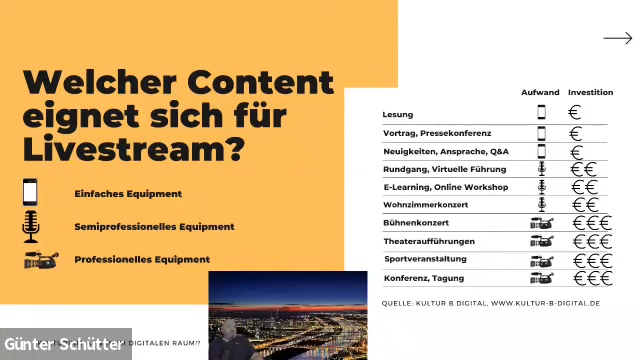 Welcher Content
eignet sich für
Livestream?
Einfaches Equipment
Semiprofessionelles Equipment
Professionelles Equipment
Aufwand Investition
Lesung €
Vortrag, Pressekonferenz €
Neuigkeiten, Ansprache, Q&A €
Rundgang, Virtuelle Führung €€
E-Learning, Online Workshop €€
Wohnzimmerkonzert €€
Bühnenkonzert €€€
Theateraufführungen €€€
Sportveranstaltung €€€
Konferenz, Tagung €€€
QUELLE: KULTUR B DIGITAL, WWW.KULTUR-B-DIGITAL.DE
DIGITALEN RAUM!?
Günter Schütter